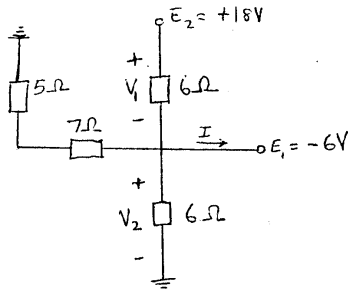 E₂ = +18V
+
5Ω V₁ 6Ω
-
7Ω I E₁ = -6V
+
V₂ 6Ω
-